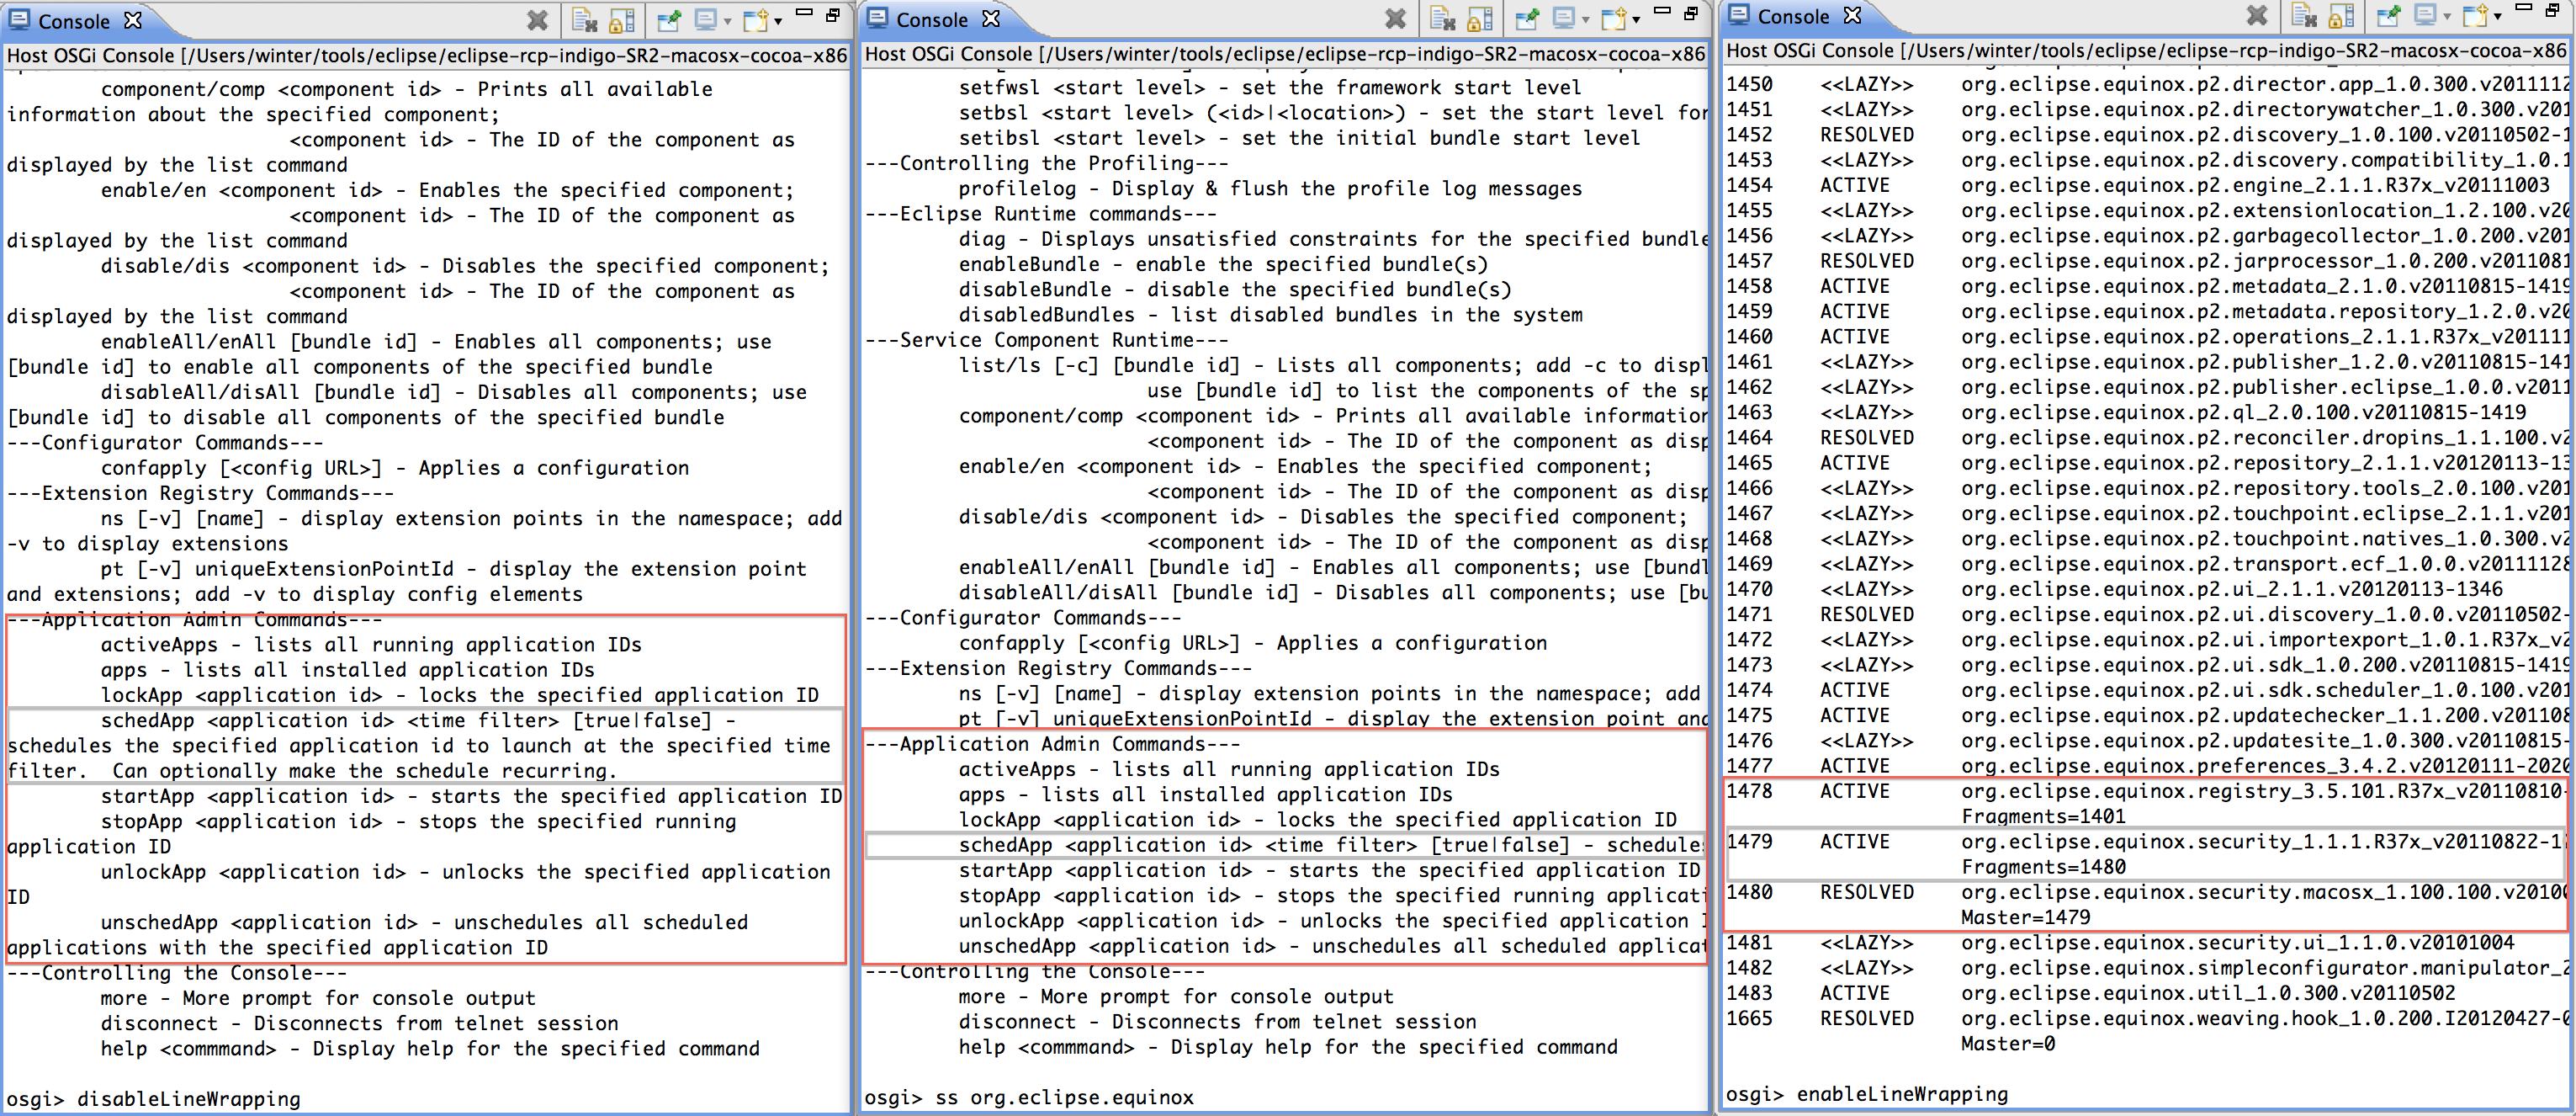 Console
Host OSGi Console [/Users/winter/tools/eclipse/eclipse-rcp-indigo-SR2-macosx-cocoa-x86
component/comp <component id> - Prints all available
information about the specified component;
<component id> - The ID of the component as
displayed by the list command
enable/en <component id> - Enables the specified component;
<component id> - The ID of the component as
displayed by the list command
disable/dis <component id> - Disables the specified component;
<component id> - The ID of the component as
displayed by the list command
enableAll/enAll [bundle id] - Enables all components; use
[bundle id] to enable all components of the specified bundle
disableAll/disAll [bundle id] - Disables all components; use
[bundle id] to disable all components of the specified bundle
---Configurator Commands---
confapply [<config URL>] - Applies a configuration
---Extension Registry Commands---
ns [-v] [name] - display extension points in the namespace; add
-v to display extensions
pt [-v] uniqueExtensionPointId - display the extension point
and extensions; add -v to display config elements
---Application Admin Commands---
activeApps - lists all running application IDs
apps - lists all installed application IDs
lockApp <application id> - locks the specified application ID
schedApp <application id> <time filter> [true|false] -
schedules the specified application id to launch at the specified time
filter.  Can optionally make the schedule recurring.
startApp <application id> - starts the specified application ID
stopApp <application id> - stops the specified running
application ID
unlockApp <application id> - unlocks the specified application
ID
unschedApp <application id> - unschedules all scheduled
applications with the specified application ID
---Controlling the Console---
more - More prompt for console output
disconnect - Disconnects from telnet session
help <commmand> - Display help for the specified command
osgi> disableLineWrapping
Console
Host OSGi Console [/Users/winter/tools/eclipse/eclipse-rcp-indigo-SR2-macosx-cocoa-x86
setfwsl <start level> - set the framework start level
setbsl <start level> (<id>|<location>) - set the start level for
setibsl <start level> - set the initial bundle start level
---Controlling the Profiling---
profilelog - Display & flush the profile log messages
---Eclipse Runtime commands---
diag - Displays unsatisfied constraints for the specified bundle
enableBundle - enable the specified bundle(s)
disableBundle - disable the specified bundle(s)
disabledBundles - list disabled bundles in the system
---Service Component Runtime---
list/ls [-c] [bundle id] - Lists all components; add -c to displ
use [bundle id] to list the components of the sp
component/comp <component id> - Prints all available information
<component id> - The ID of the component as disp
enable/en <component id> - Enables the specified component;
<component id> - The ID of the component as disp
disable/dis <component id> - Disables the specified component;
<component id> - The ID of the component as disp
enableAll/enAll [bundle id] - Enables all components; use [bundl
disableAll/disAll [bundle id] - Disables all components; use [bu
---Configurator Commands---
confapply [<config URL>] - Applies a configuration
---Extension Registry Commands---
ns [-v] [name] - display extension points in the namespace; add
pt [-v] uniqueExtensionPointId - display the extension point and
---Application Admin Commands---
activeApps - lists all running application IDs
apps - lists all installed application IDs
lockApp <application id> - locks the specified application ID
schedApp <application id> <time filter> [true|false] - schedules
startApp <application id> - starts the specified application ID
stopApp <application id> - stops the specified running applicati
unlockApp <application id> - unlocks the specified application I
unschedApp <application id> - unschedules all scheduled applicat
---Controlling the Console---
more - More prompt for console output
disconnect - Disconnects from telnet session
help <commmand> - Display help for the specified command
osgi> ss org.eclipse.equinox
Console
Host OSGi Console [/Users/winter/tools/eclipse/eclipse-rcp-indigo-SR2-macosx-cocoa-x86
1450 <<LAZY>> org.eclipse.equinox.p2.director.app_1.0.300.v2011112
1451 <<LAZY>> org.eclipse.equinox.p2.directorywatcher_1.0.300.v201
1452 RESOLVED org.eclipse.equinox.p2.discovery_1.0.100.v20110502-1
1453 <<LAZY>> org.eclipse.equinox.p2.discovery.compatibility_1.0.1
1454 ACTIVE org.eclipse.equinox.p2.engine_2.1.1.R37x_v20111003
1455 <<LAZY>> org.eclipse.equinox.p2.extensionlocation_1.2.100.v20
1456 <<LAZY>> org.eclipse.equinox.p2.garbagecollector_1.0.200.v201
1457 RESOLVED org.eclipse.equinox.p2.jarprocessor_1.0.200.v2011081
1458 ACTIVE org.eclipse.equinox.p2.metadata_2.1.0.v20110815-1419
1459 ACTIVE org.eclipse.equinox.p2.metadata.repository_1.2.0.v20
1460 ACTIVE org.eclipse.equinox.p2.operations_2.1.1.R37x_v201111
1461 <<LAZY>> org.eclipse.equinox.p2.publisher_1.2.0.v20110815-141
1462 <<LAZY>> org.eclipse.equinox.p2.publisher.eclipse_1.0.0.v2011
1463 <<LAZY>> org.eclipse.equinox.p2.ql_2.0.100.v20110815-1419
1464 RESOLVED org.eclipse.equinox.p2.reconciler.dropins_1.1.100.v2
1465 ACTIVE org.eclipse.equinox.p2.repository_2.1.1.v20120113-13
1466 <<LAZY>> org.eclipse.equinox.p2.repository.tools_2.0.100.v201
1467 <<LAZY>> org.eclipse.equinox.p2.touchpoint.eclipse_2.1.1.v201
1468 <<LAZY>> org.eclipse.equinox.p2.touchpoint.natives_1.0.300.v2
1469 <<LAZY>> org.eclipse.equinox.p2.transport.ecf_1.0.0.v20111128
1470 <<LAZY>> org.eclipse.equinox.p2.ui_2.1.1.v20120113-1346
1471 RESOLVED org.eclipse.equinox.p2.ui.discovery_1.0.0.v20110502-
1472 <<LAZY>> org.eclipse.equinox.p2.ui.importexport_1.0.1.R37x_v2
1473 <<LAZY>> org.eclipse.equinox.p2.ui.sdk_1.0.200.v20110815-1419
1474 ACTIVE org.eclipse.equinox.p2.ui.sdk.scheduler_1.0.100.v201
1475 ACTIVE org.eclipse.equinox.p2.updatechecker_1.1.200.v201108
1476 <<LAZY>> org.eclipse.equinox.p2.updatesite_1.0.300.v20110815-
1477 ACTIVE org.eclipse.equinox.preferences_3.4.2.v20120111-2020
1478 ACTIVE org.eclipse.equinox.registry_3.5.101.R37x_v20110810-
Fragments=1401
1479 ACTIVE org.eclipse.equinox.security_1.1.1.R37x_v20110822-1
Fragments=1480
1480 RESOLVED org.eclipse.equinox.security.macosx_1.100.100.v20100
Master=1479
1481 <<LAZY>> org.eclipse.equinox.security.ui_1.1.0.v20101004
1482 <<LAZY>> org.eclipse.equinox.simpleconfigurator.manipulator_2
1483 ACTIVE org.eclipse.equinox.util_1.0.300.v20110502
1665 RESOLVED org.eclipse.equinox.weaving.hook_1.0.200.I20120427-0
Master=0
osgi> enableLineWrapping